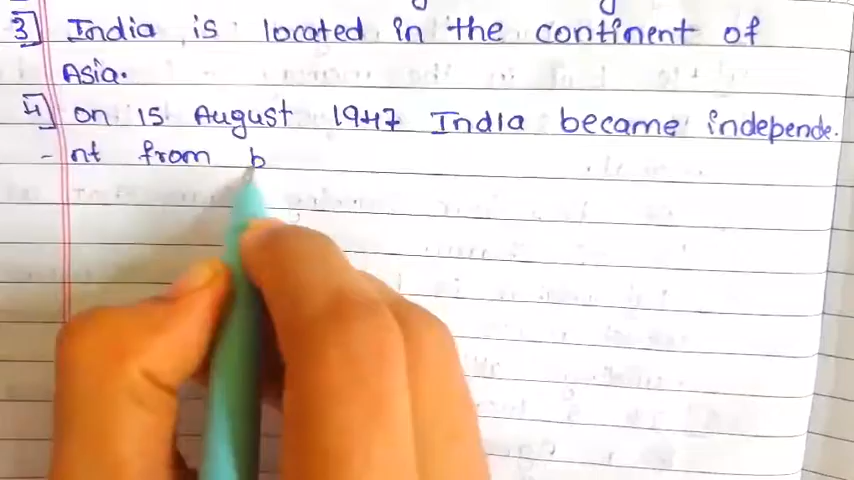 3] India is located in the continent of
Asia.
4] on 15 August 1947 India became independe.
- nt from b